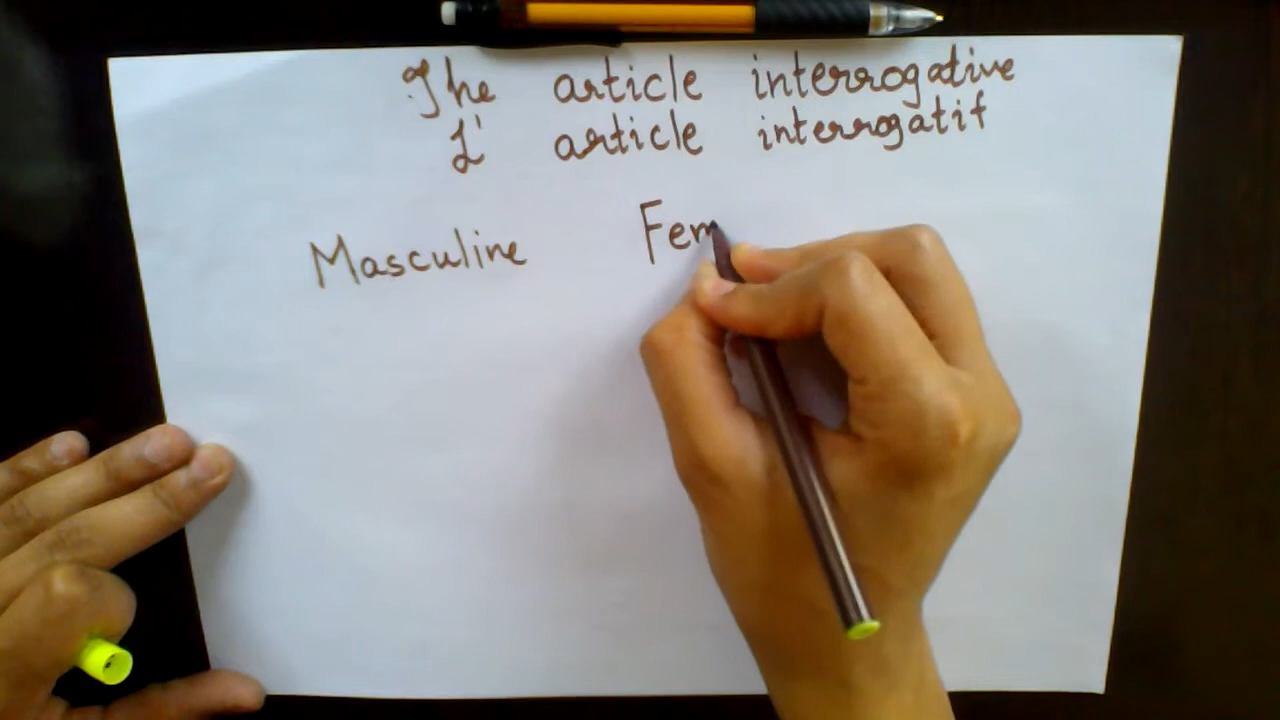 The article interrogative
L' article interrogatif
Masculine Fem